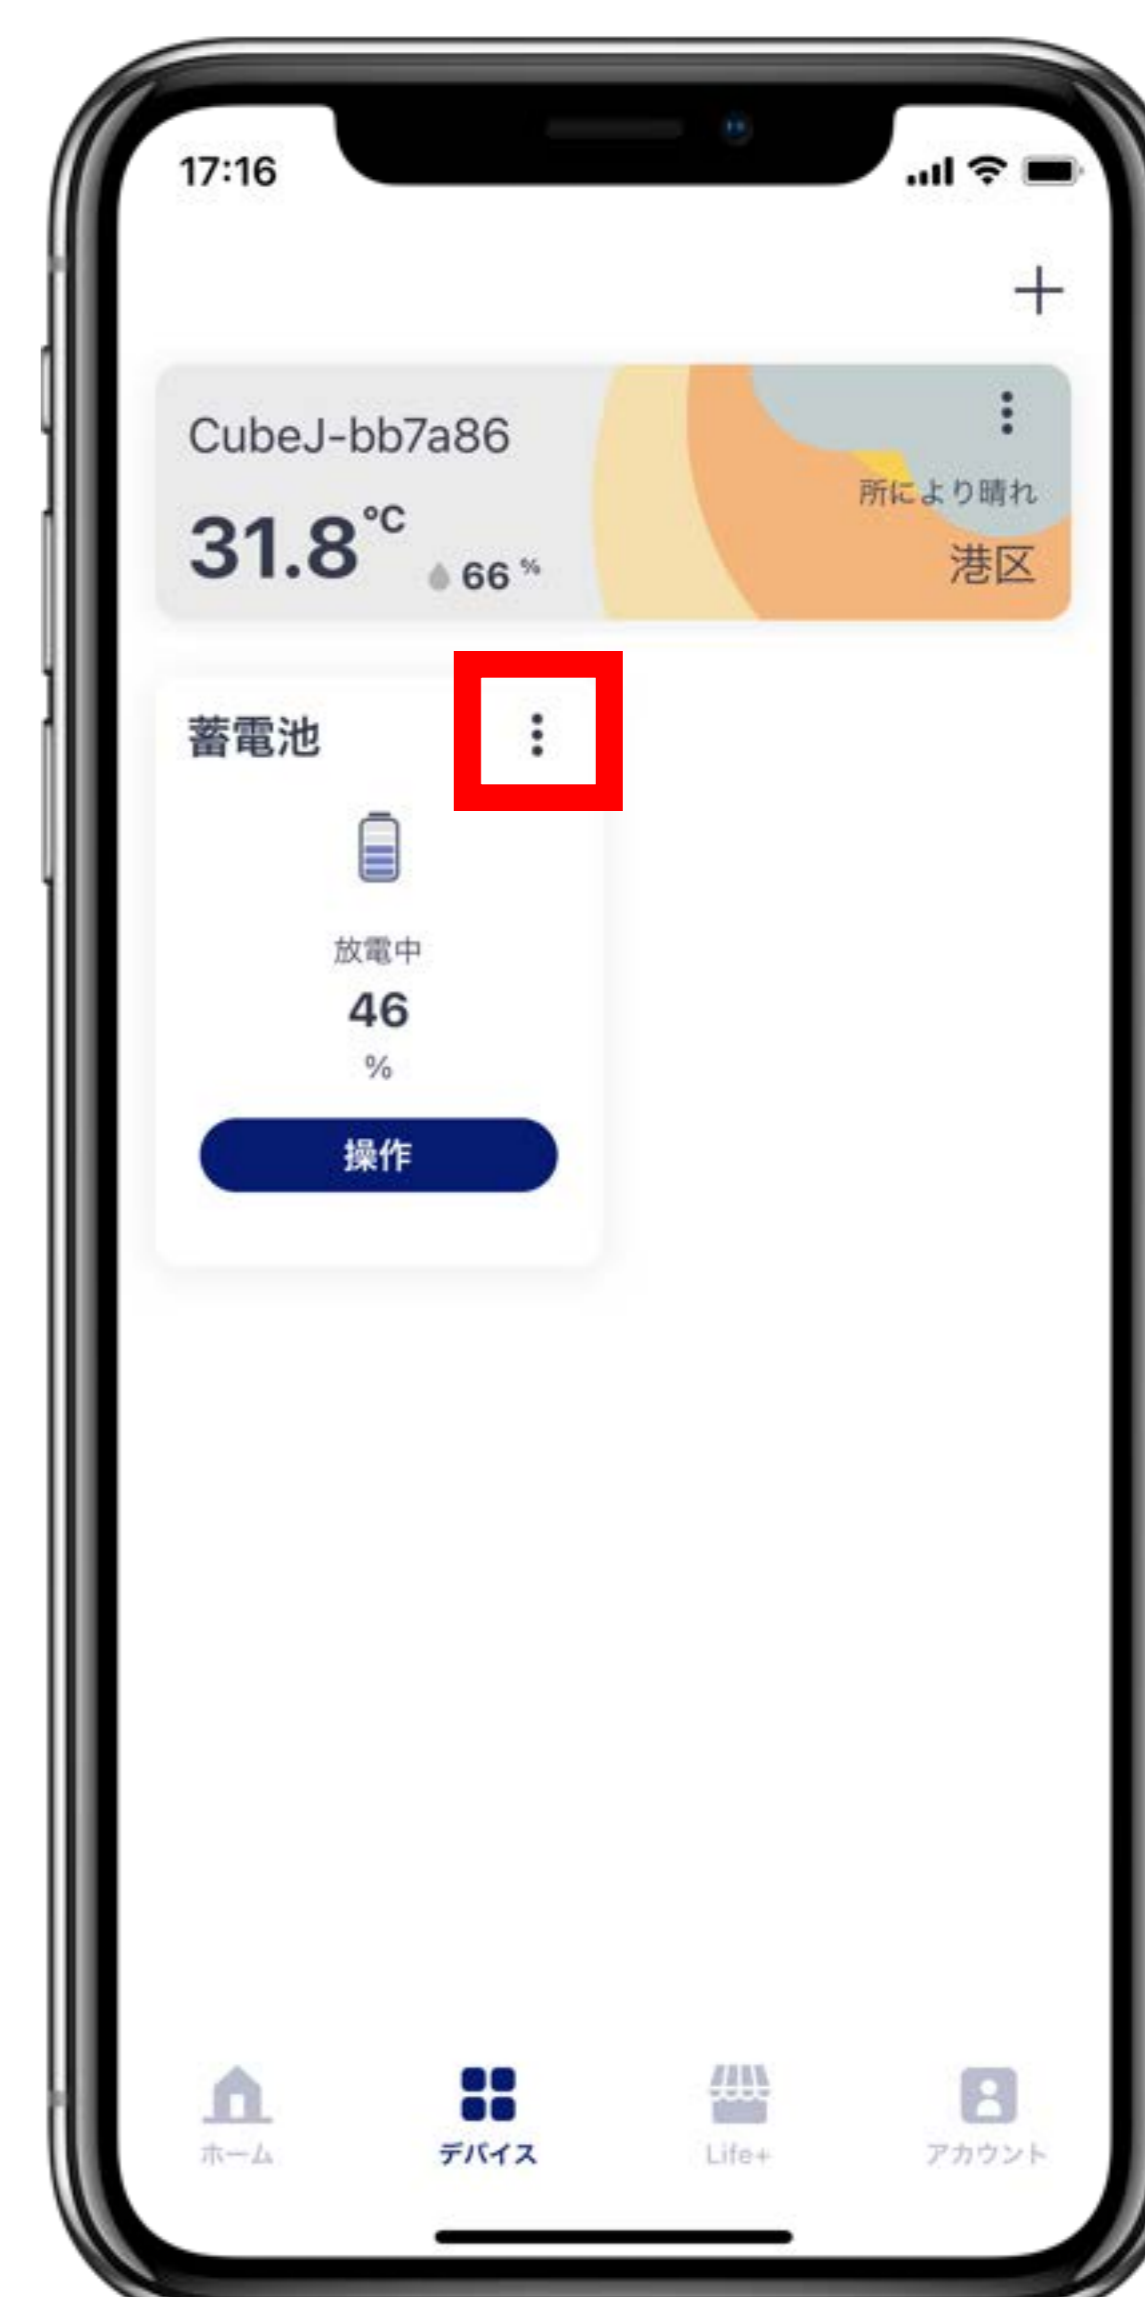 17:16
CubeJ-bb7a86
所により晴れ
31.8℃ 66 %
港区
蓄電池
放電中
46
%
操作
ホーム デバイス Life+ アカウント